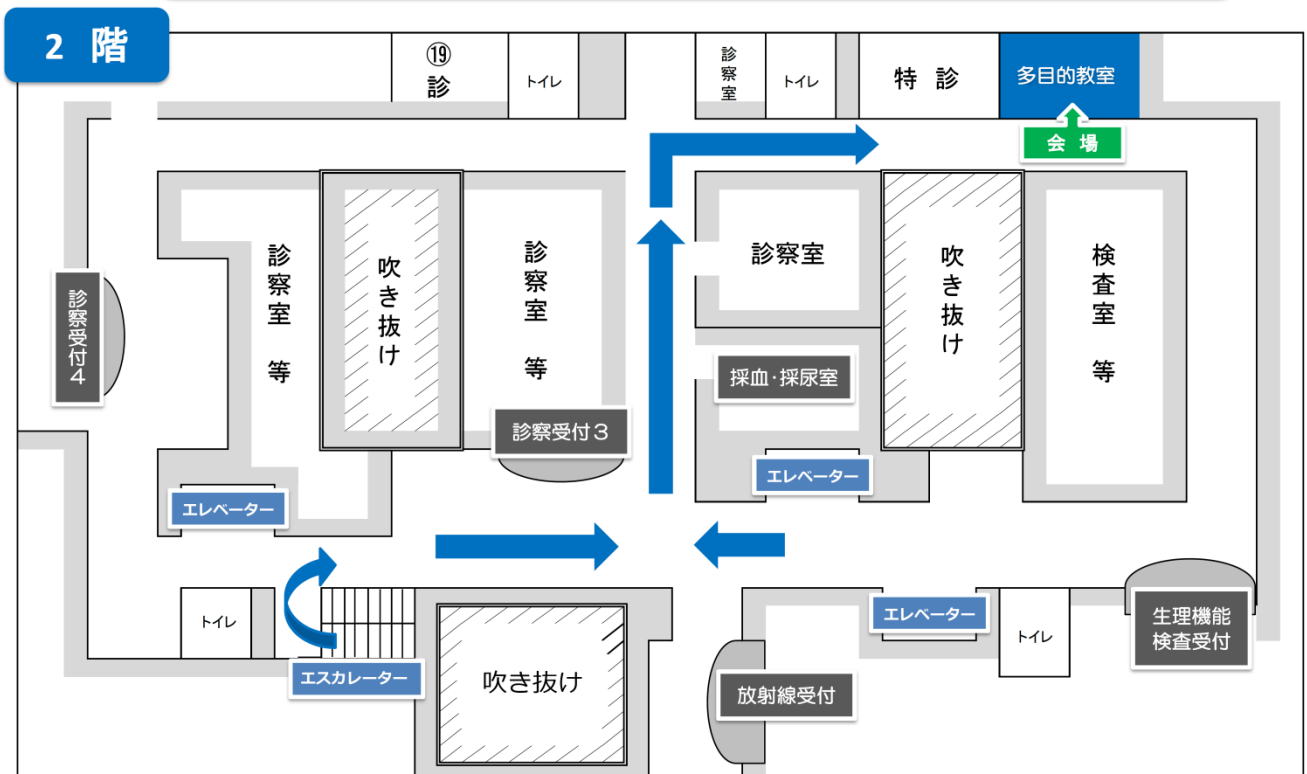 2 階
⑲
診
トイレ
診察室
トイレ
特 診
多目的教室
会 場
診察室 等
吹き抜け
診察室 等
診察室
吹き抜け
検査室 等
診察受付4
採血・採尿室
診察受付3
エレベーター
エレベーター
トイレ
エスカレーター
吹き抜け
エレベーター
トイレ
生理機能
検査受付
放射線受付